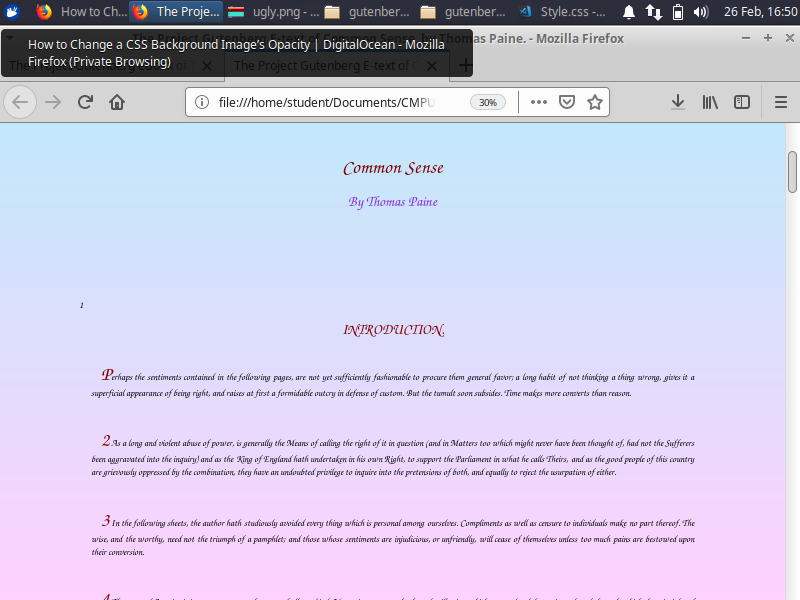 How to Ch...
The Proje...
ugly.png - ...
gutenber...
gutenber...
Style.css -...
26 Feb, 16:50
How to Change a CSS Background Image's Opacity | DigitalOcean - Mozilla
Firefox (Private Browsing)
The Project Gutenberg E-text of Common Sense, by Thomas Paine. - Mozilla Firefox
The Project Gutenberg E-text of
The Project Gutenberg E-text of C
file:///home/student/Documents/CMPU
30%
Common Sense
By Thomas Paine
1
INTRODUCTION.
Perhaps the sentiments contained in the following pages, are not yet sufficiently fashionable to procure them general favor; a long habit of not thinking a thing wrong, gives it a
superficial appearance of being right, and raises at first a formidable outcry in defense of custom. But the tumult soon subsides. Time makes more converts than reason.
2 As a long and violent abuse of power, is generally the Means of calling the right of it in question (and in Matters too which might never have been thought of, had not the Sufferers
been aggravated into the inquiry) and as the King of England hath undertaken in his own Right, to support the Parliament in what he calls Theirs, and as the good people of this country
are grievously oppressed by the combination, they have an undoubted privilege to inquire into the pretensions of both, and equally to reject the usurpation of either.
3 In the following sheets, the author hath studiously avoided every thing which is personal among ourselves. Compliments as well as censure to individuals make no part thereof. The
wise, and the worthy, need not the triumph of a pamphlet; and those whose sentiments are injudicious, or unfriendly, will cease of themselves unless too much pains are bestowed upon
their conversion.
4